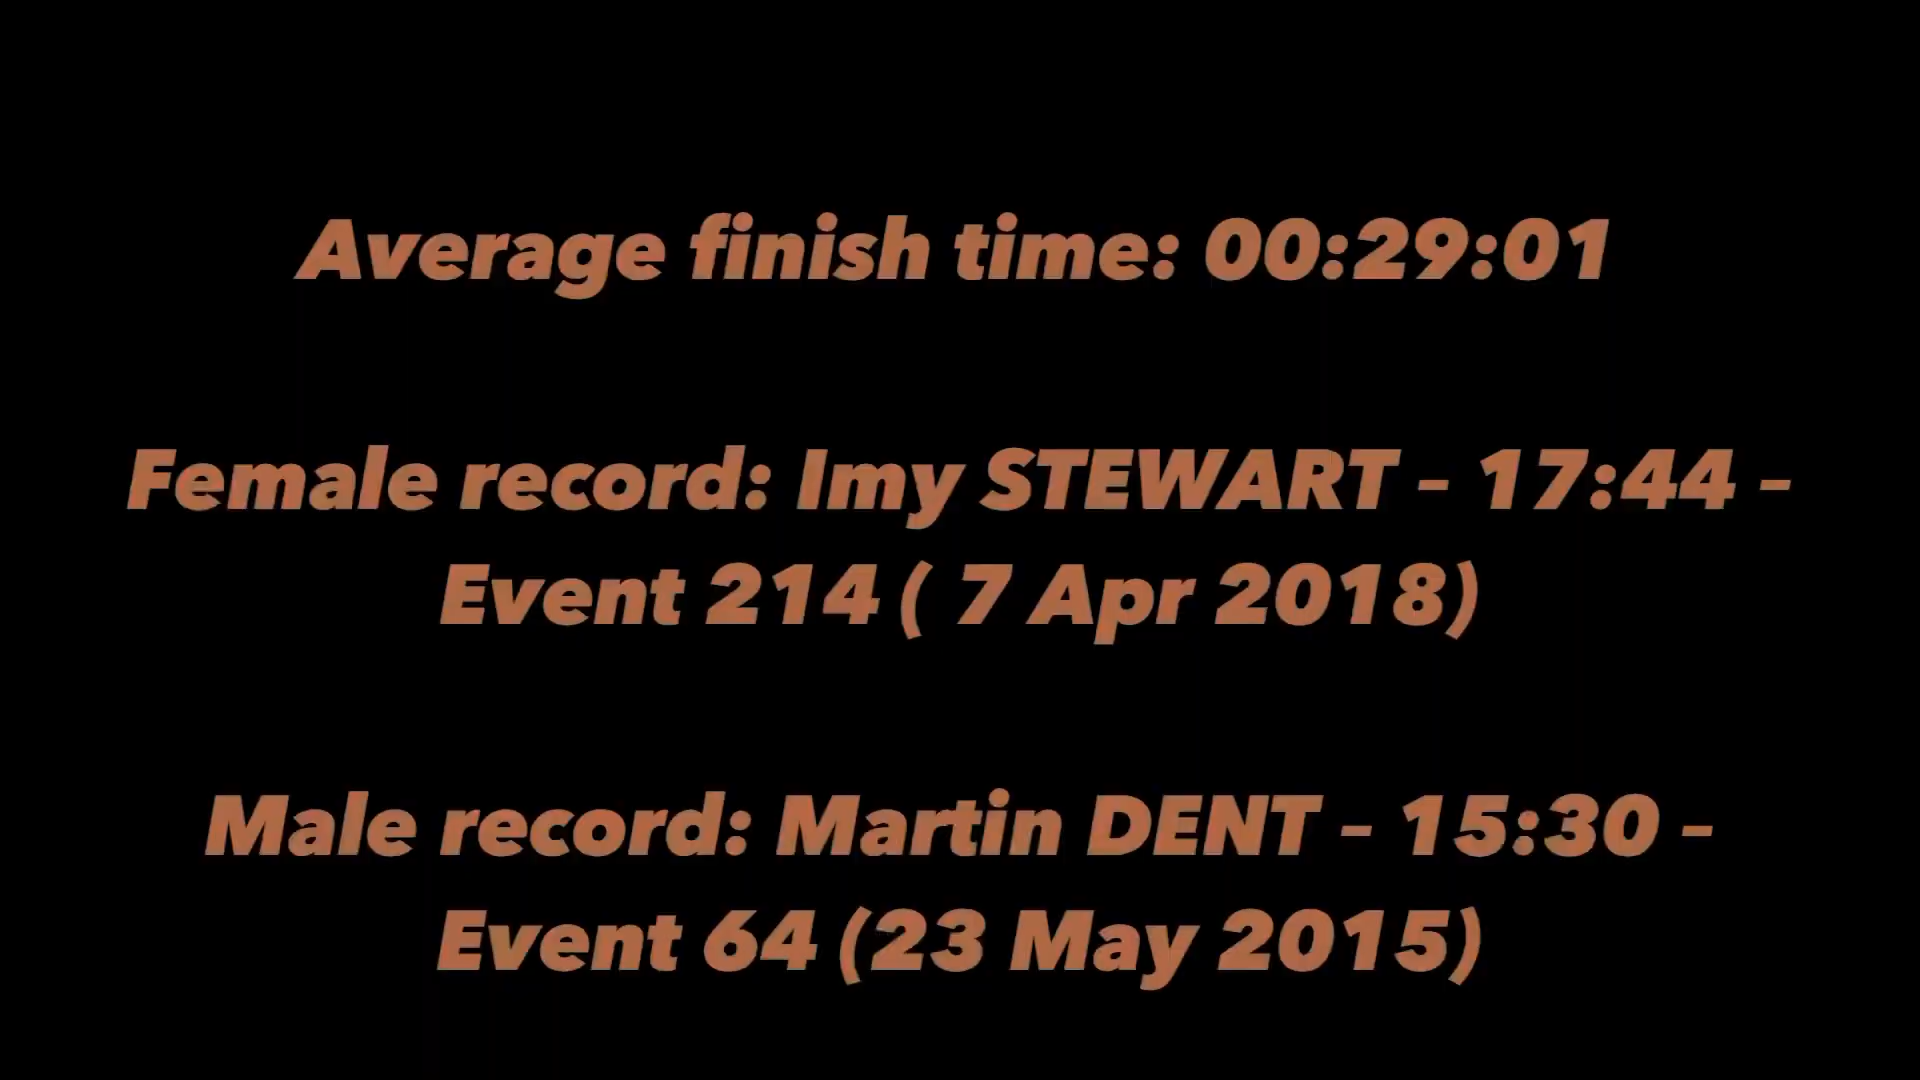 Average finish time: 00:29:01
Female record: Imy STEWART – 17:44 –
Event 214 ( 7 Apr 2018)
Male record: Martin DENT – 15:30 –
Event 64 (23 May 2015)